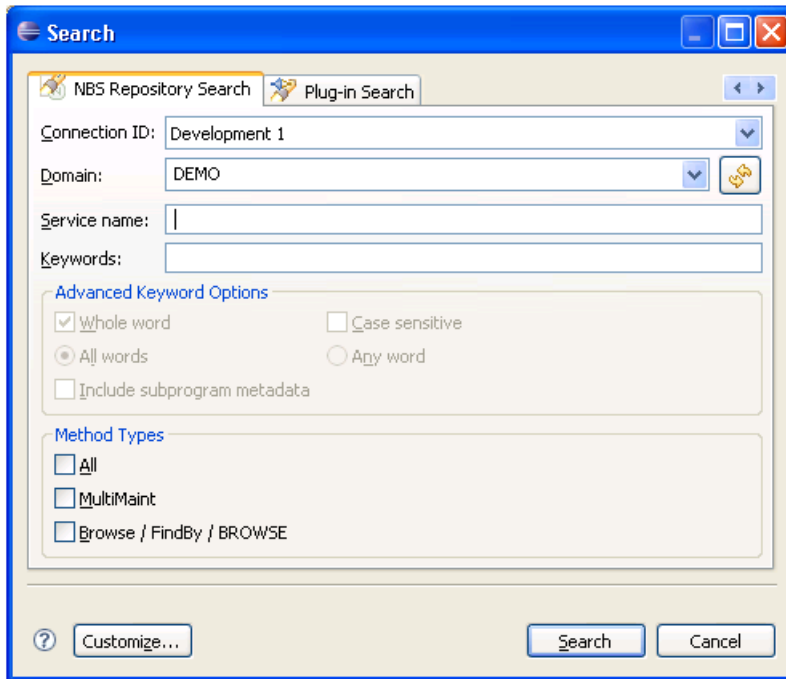 Search
NBS Repository Search Plug-in Search
Connection ID: Development 1
Domain: DEMO
Service name:
Keywords:
Advanced Keyword Options
Whole word Case sensitive
All words Any word
Include subprogram metadata
Method Types
All
MultiMaint
Browse / FindBy / BROWSE
? Customize... Search Cancel